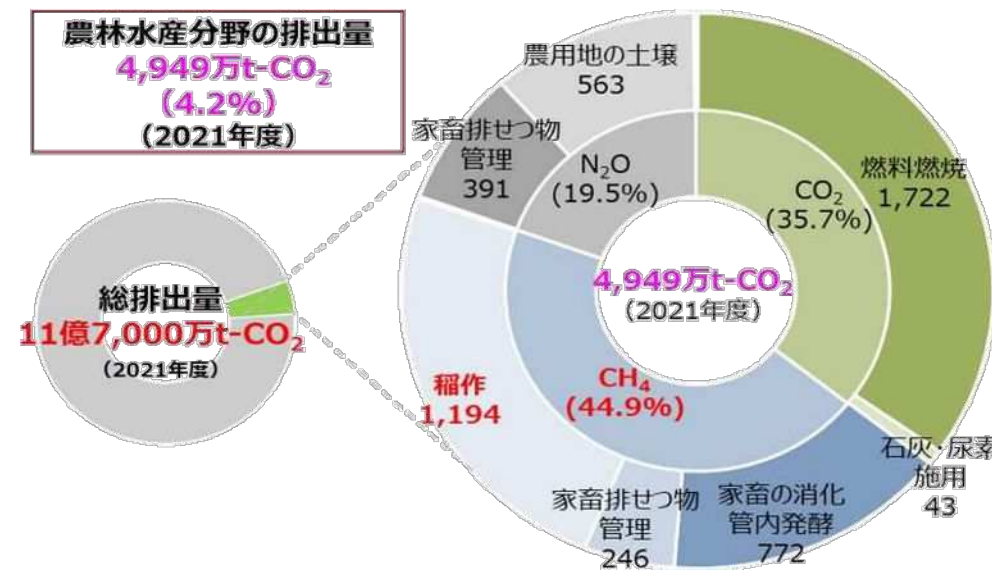 農林水産分野の排出量
4,949万t-CO₂
(4.2%)
(2021年度)
総排出量
11億7,000万t-CO₂
(2021年度)
農用地の土壌
563
家畜排せつ物
管理
391
N₂O
(19.5%)
CO₂
(35.7%)
燃料燃焼
1,722
4,949万t-CO₂
(2021年度)
稲作
1,194
CH₄
(44.9%)
石灰・尿素
施用
43
家畜排せつ物
管理
246
家畜の消化
管内発酵
772